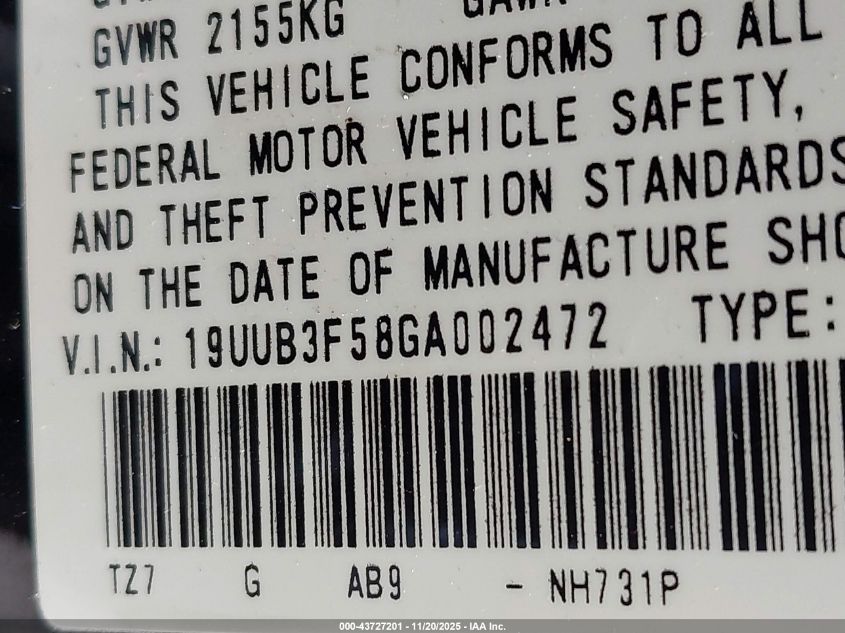 GVWR 2155KG
THIS VEHICLE CONFORMS TO ALL
FEDERAL MOTOR VEHICLE SAFETY,
AND THEFT PREVENTION STANDARDS
ON THE DATE OF MANUFACTURE
V.I.N.: 19UUB3F58GA002472 TYPE:
TZ7 G AB9 - NH731P
000-43727201 - 11/20/2025 - IAA Inc.